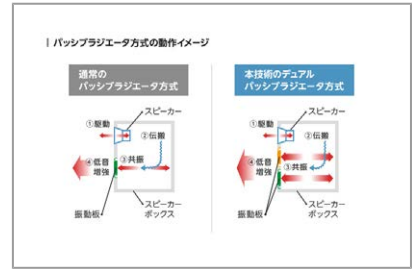 パッシブラジエータ方式の動作イメージ
通常の
パッシブラジエータ方式
スピーカー
①駆動
②伝搬
③共振
④低音
増強
振動板
スピーカー
ボックス
本技術のデュアル
パッシブラジエータ方式
スピーカー
①駆動
②伝搬
③共振
④低音
増強
振動板
スピーカー
ボックス